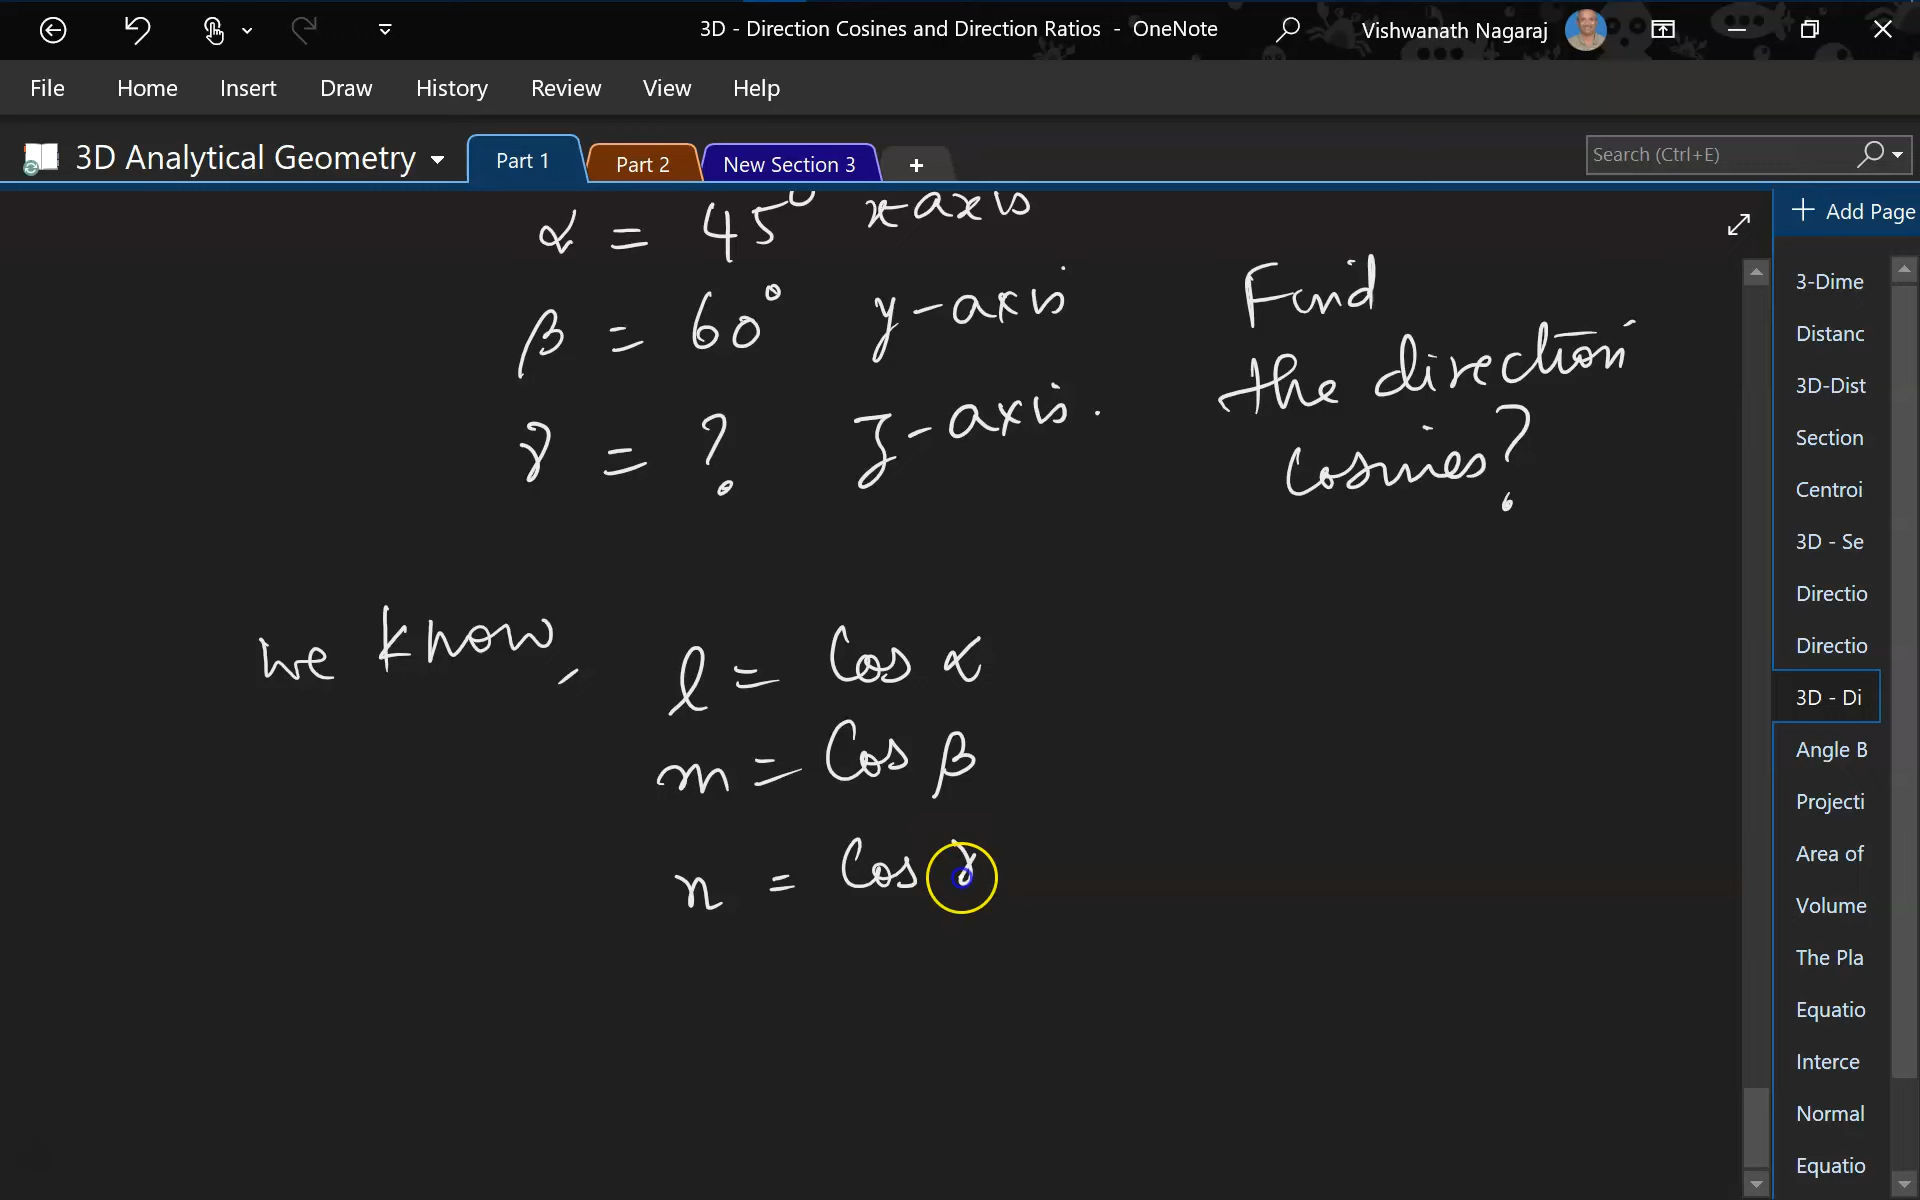 3D - Direction Cosines and Direction Ratios - OneNote
Vishwanath Nagaraj
File Home Insert Draw History Review View Help
3D Analytical Geometry
Part 1
Part 2
New Section 3
+
Search (Ctrl+E)
+ Add Page
α = 45° x-axis
β = 60° y-axis
γ = ? z-axis.
Find
the direction
cosines?
we know,
l = Cos α
m = Cos β
n = Cos γ
3-Dime
Distanc
3D-Dist
Section
Centroi
3D - Se
Directio
Directio
3D - Di
Angle B
Projecti
Area of
Volume
The Pla
Equatio
Interce
Normal
Equatio